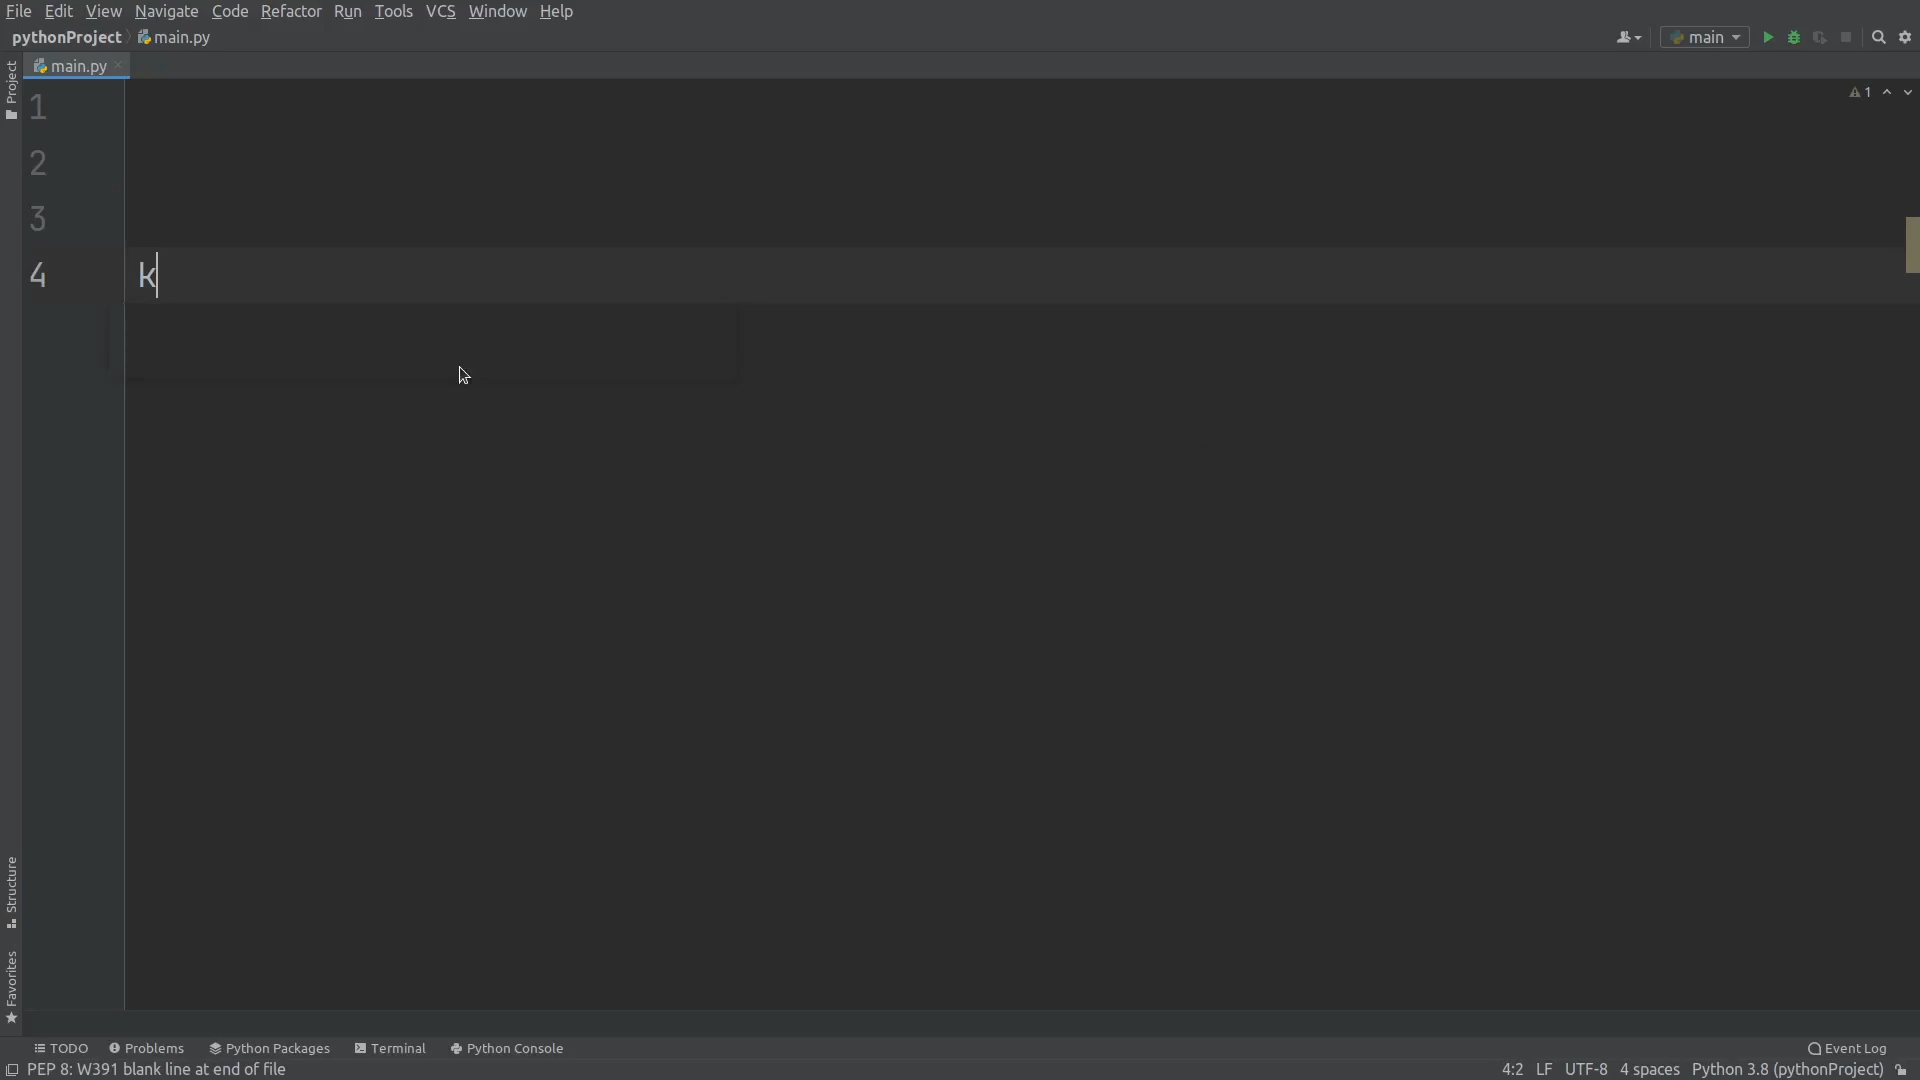 File Edit View Navigate Code Refactor Run Tools VCS Window Help
pythonProject main.py main
main.py
Project
1
1
2
3
4 k
Structure
Favorites
TODO Problems Python Packages Terminal Python Console Event Log
PEP 8: W391 blank line at end of file 4:2 LF UTF-8 4 spaces Python 3.8 (pythonProject)